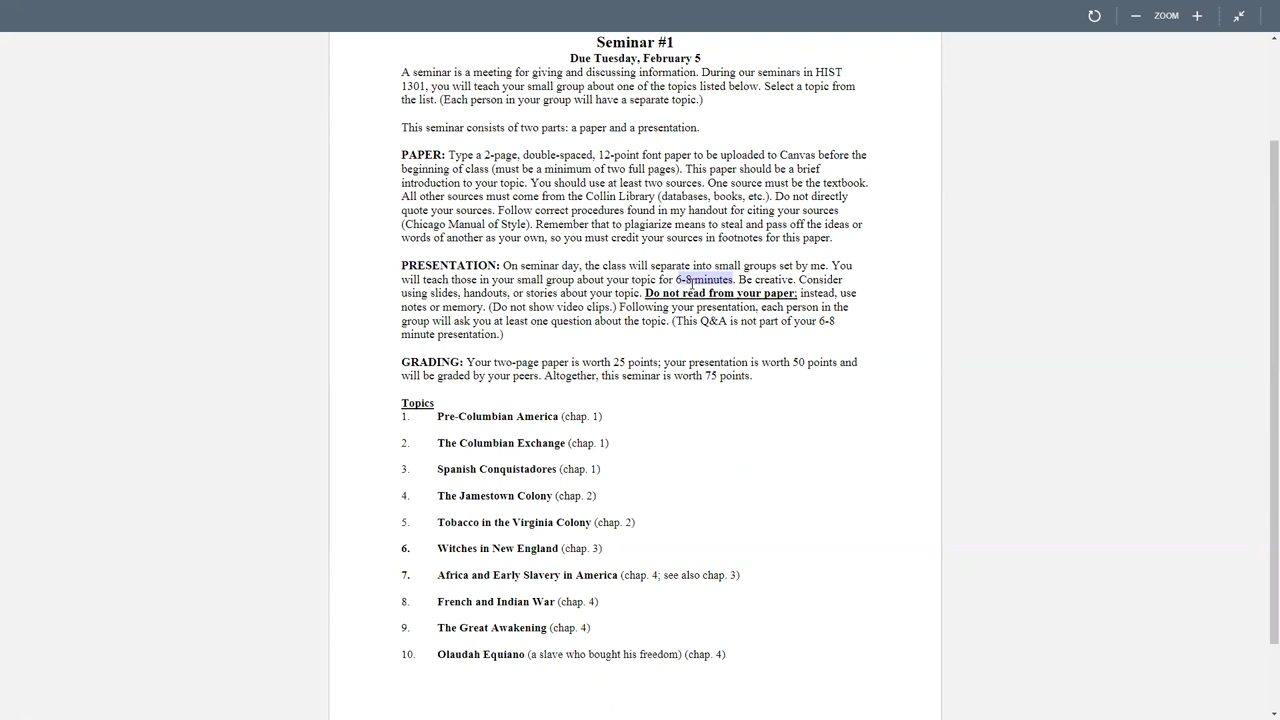 ZOOM
Seminar #1
Due Tuesday, February 5
A seminar is a meeting for giving and discussing information. During our seminars in HIST
1301, you will teach your small group about one of the topics listed below. Select a topic from
the list. (Each person in your group will have a separate topic.)
This seminar consists of two parts: a paper and a presentation.
PAPER: Type a 2-page, double-spaced, 12-point font paper to be uploaded to Canvas before the
beginning of class (must be a minimum of two full pages). This paper should be a brief
introduction to your topic. You should use at least two sources. One source must be the textbook.
All other sources must come from the Collin Library (databases, books, etc.). Do not directly
quote your sources. Follow correct procedures found in my handout for citing your sources
(Chicago Manual of Style). Remember that to plagiarize means to steal and pass off the ideas or
words of another as your own, so you must credit your sources in footnotes for this paper.
PRESENTATION: On seminar day, the class will separate into small groups set by me. You
will teach those in your small group about your topic for 6-8 minutes. Be creative. Consider
using slides, handouts, or stories about your topic. Do not read from your paper; instead, use
notes or memory. (Do not show video clips.) Following your presentation, each person in the
group will ask you at least one question about the topic. (This Q&A is not part of your 6-8
minute presentation.)
GRADING: Your two-page paper is worth 25 points; your presentation is worth 50 points and
will be graded by your peers. Altogether, this seminar is worth 75 points.
Topics
1. Pre-Columbian America (chap. 1)
2. The Columbian Exchange (chap. 1)
3. Spanish Conquistadores (chap. 1)
4. The Jamestown Colony (chap. 2)
5. Tobacco in the Virginia Colony (chap. 2)
6. Witches in New England (chap. 3)
7. Africa and Early Slavery in America (chap. 4; see also chap. 3)
8. French and Indian War (chap. 4)
9. The Great Awakening (chap. 4)
10. Olaudah Equiano (a slave who bought his freedom) (chap. 4)